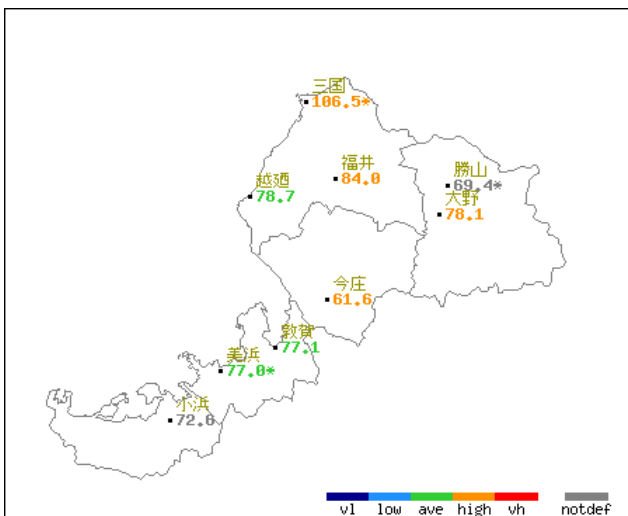 三国
106.5*
福井
84.0
勝山
69.4*
越廼
78.7
大野
78.1
今庄
61.6
敦賀
77.1
美浜
77.0*
小浜
72.6
vl low ave high vh notdef